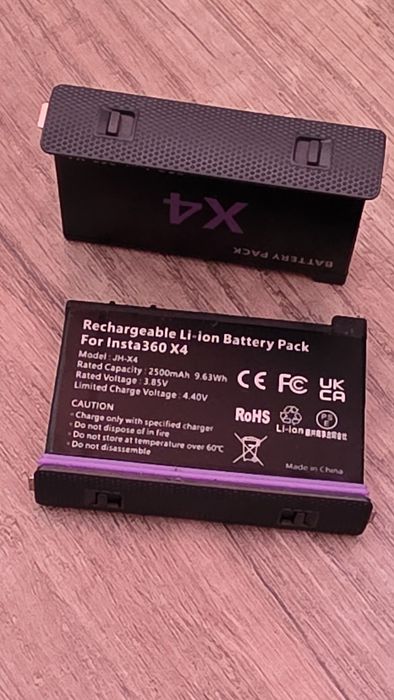 X4
BATTERY PACK
Rechargeable Li-ion Battery Pack
For Insta360 X4
Model : JH-X4
Rated Capacity : 2500mAh 9.63Wh
Rated Voltage : 3.85V
Limited Charge Voltage : 4.40V
CE FC UK CA
CAUTION
· Charge only with specified charger
· Do not dispose of in fire
· Do not store at temperature over 60℃
· Do not disassemble
RoHS
Li-ion
PSE
Made in China